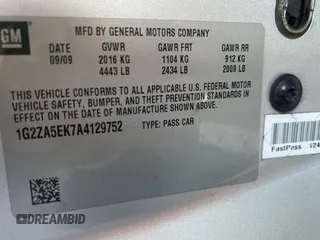 GM
MFD BY GENERAL MOTORS COMPANY
DATE GVWR GAWR FRT GAWR RR
09/09 2016 KG 1104 KG 912 KG
4443 LB 2434 LB 2009 LB
THIS VEHICLE CONFORMS TO ALL APPLICABLE U.S. FEDERAL MOTOR VEHICLE
SAFETY, BUMPER, AND THEFT PREVENTION STANDARDS IN
EFFECT ON THE DATE OF MANUFACTURE SHOWN ABOVE.
1G2ZA5EK7A4129752 TYPE: PASS CAR
FastPass
DREAMBID